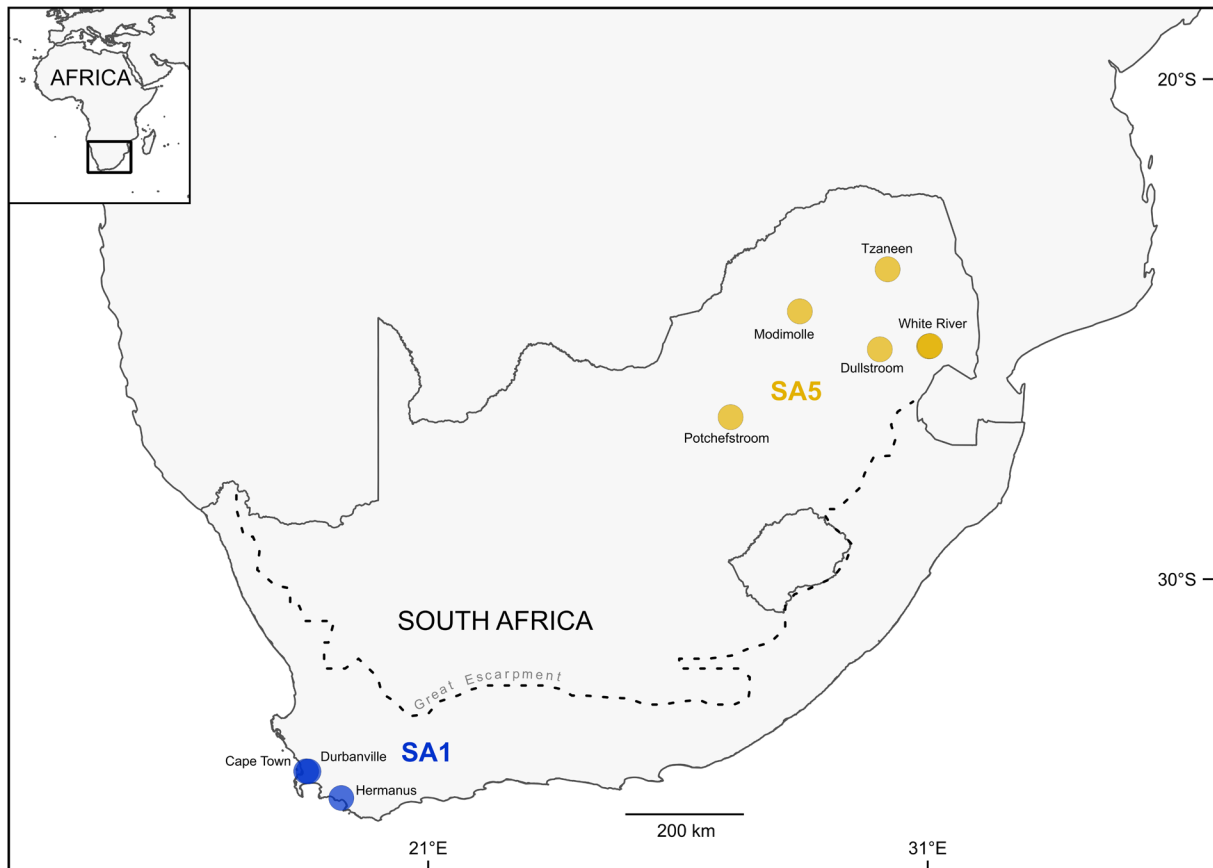 AFRICA
20°S
Tzaneen
Modimolle
White River
Dullstroom
SA5
Potchefstroom
30°S
SOUTH AFRICA
Great Escarpment
SA1
Durbanville
Cape Town
Hermanus
200 km
21°E
31°E